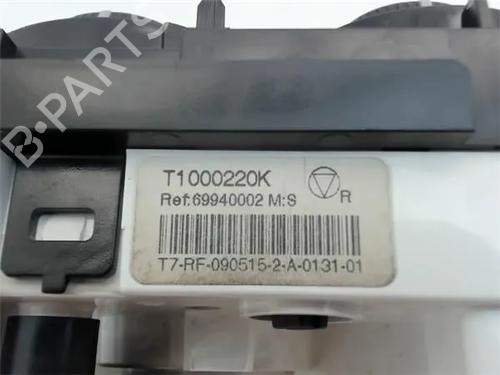 T1000220K
Ref:69940002 M:S
R
T7-RF-090515-2-A-0131-01
B-PARTS